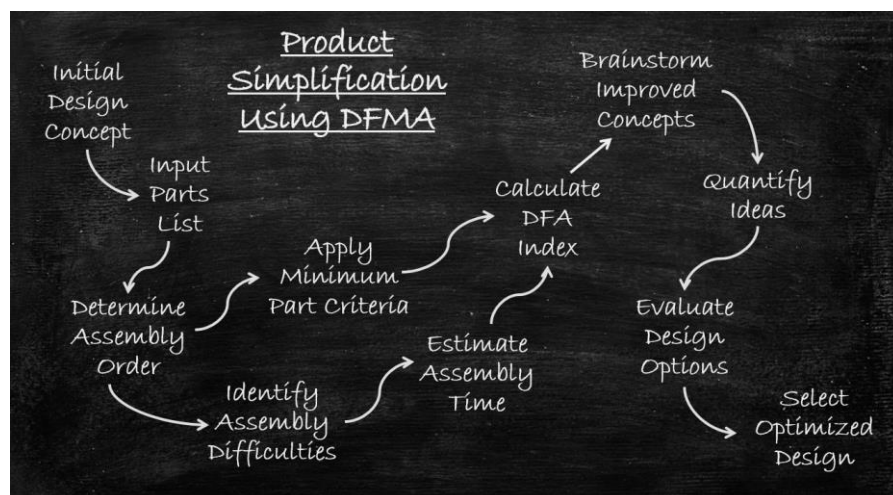 Product
Simplification
Using DFMA
Initial
Design
Concept
Input
Parts
List
Determine
Assembly
Order
Apply
Minimum
Part Criteria
Identify
Assembly
Difficulties
Estimate
Assembly
Time
Calculate
DFA
Index
Brainstorm
Improved
Concepts
Quantify
Ideas
Evaluate
Design
Options
Select
Optimized
Design